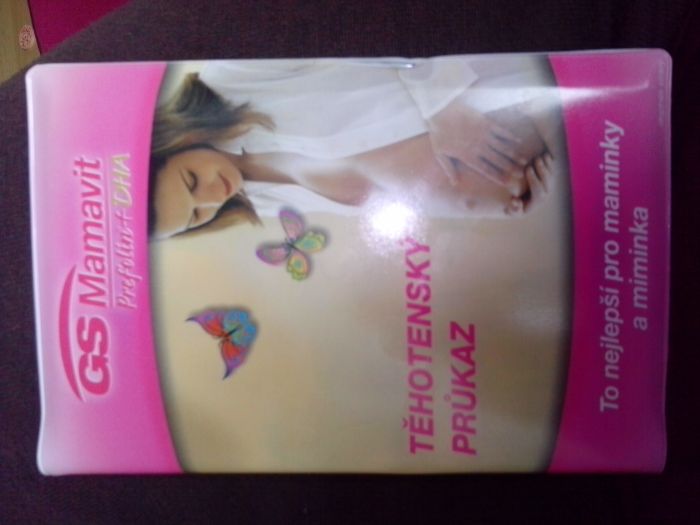 GS Mamavit
Prefolin+DHA
TĚHOTENSKÝ
PRŮKAZ
To nejlepší pro maminky
a miminka